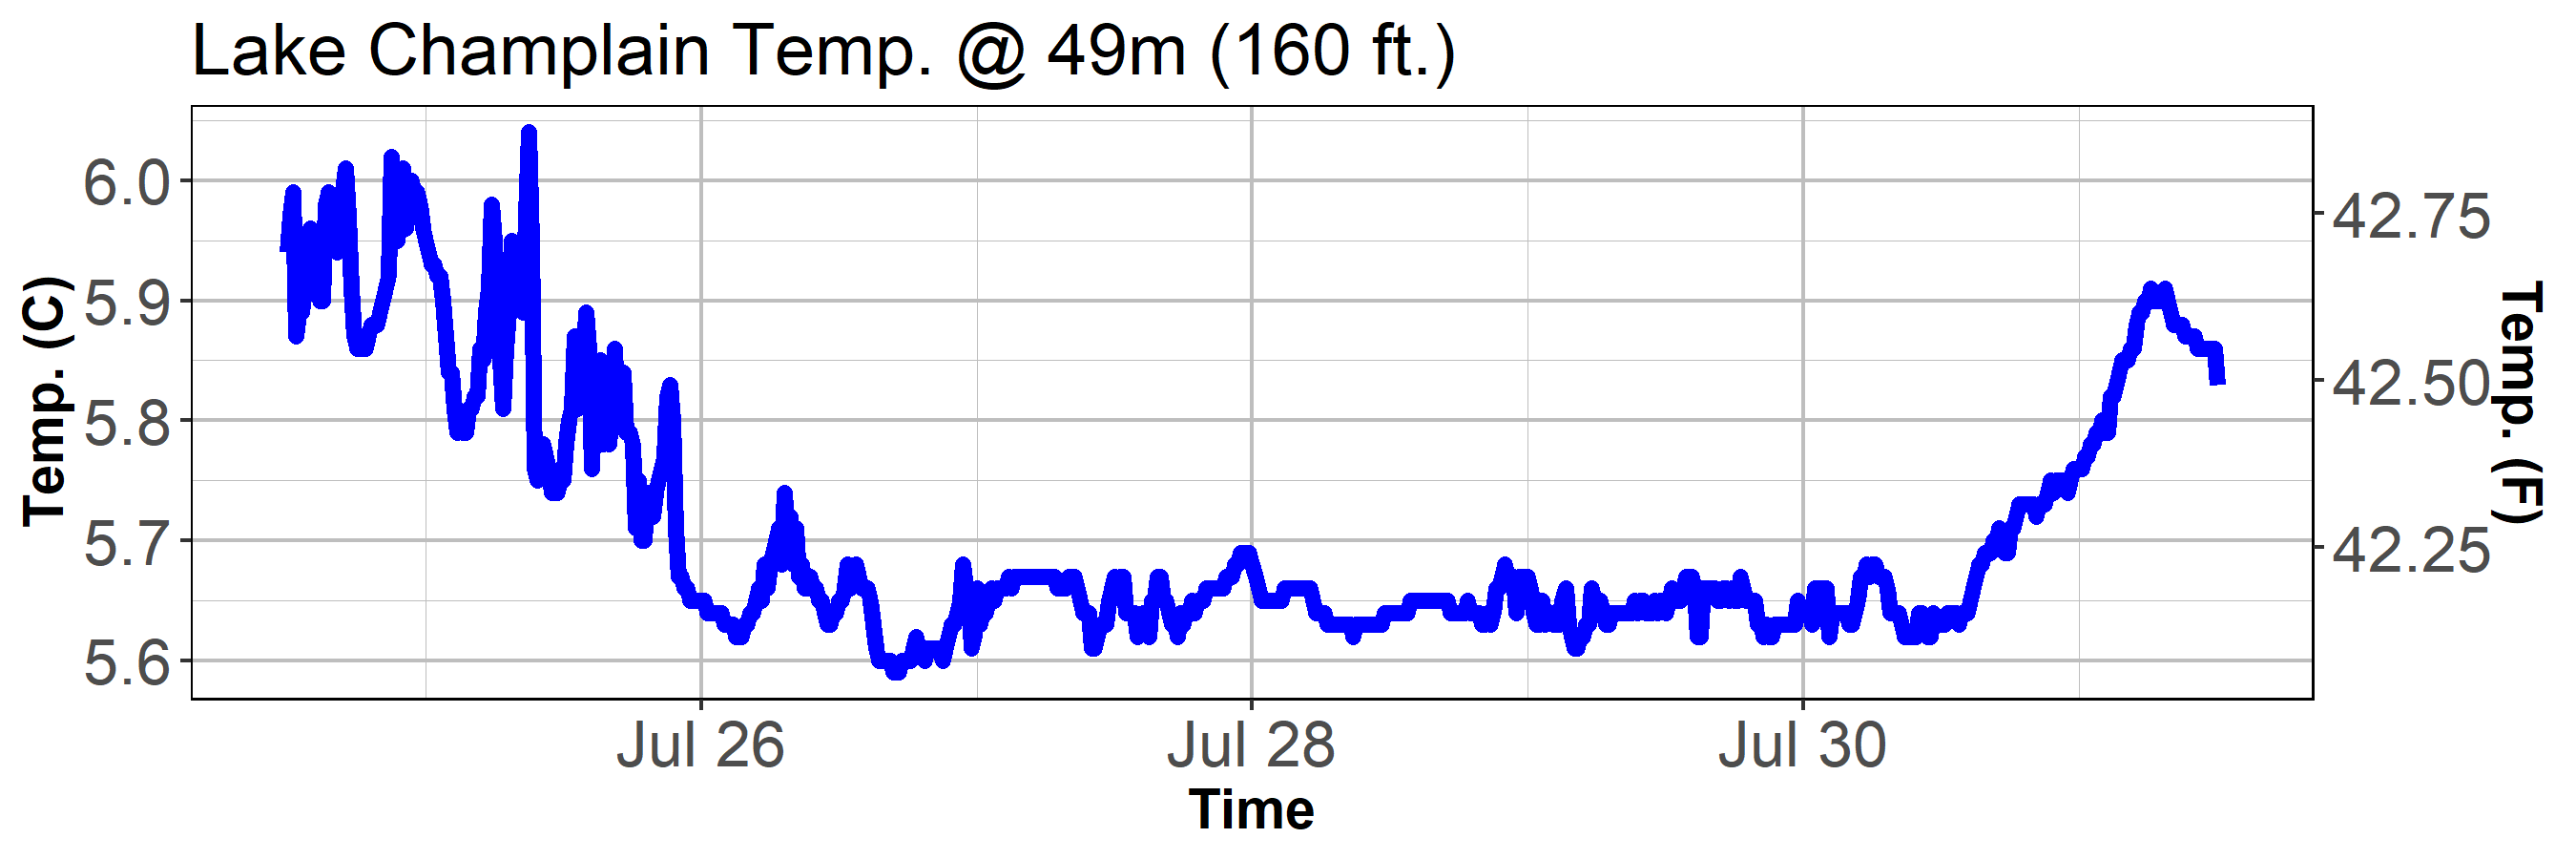 Lake Champlain Temp. @ 49m (160 ft.)
Temp. (C)
6.0
5.9
5.8
5.7
5.6
42.75
42.50
42.25
Temp. (F)
Jul 26 Jul 28 Jul 30
Time